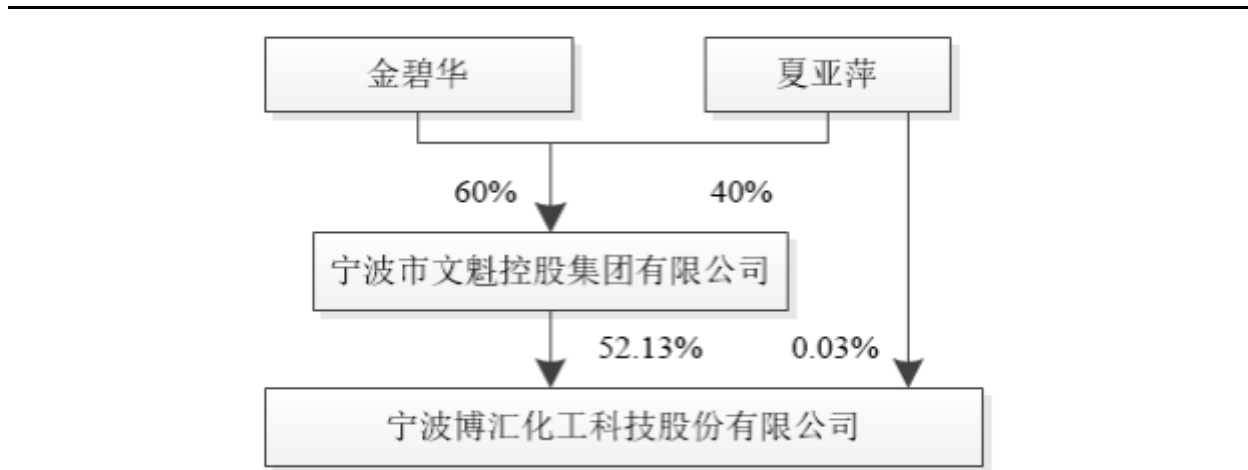 金碧华
夏亚萍
60%
40%
宁波市文魁控股集团有限公司
52.13%
0.03%
宁波博汇化工科技股份有限公司